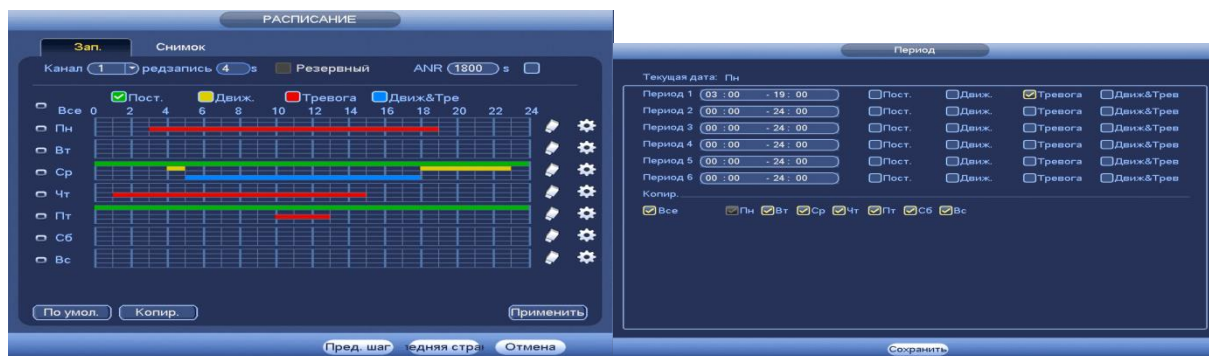 РАСПИСАНИЕ
Зап. Снимок
Канал 1 редзапись 4 s Резервный ANR 1800 s
Пост. Движ. Тревога Движ&Тре
Все 0 2 4 6 8 10 12 14 16 18 20 22 24
Пн
Вт
Ср
Чт
Пт
Сб
Вс
По умол. Копир. Применить
Пред. шаг едняя стра Отмена
Период
Текущая дата: Пн
Период 1 03 :00 - 19: 00 Пост. Движ. Тревога Движ&Трев
Период 2 00 :00 - 24: 00 Пост. Движ. Тревога Движ&Трев
Период 3 00 :00 - 24: 00 Пост. Движ. Тревога Движ&Трев
Период 4 00 :00 - 24: 00 Пост. Движ. Тревога Движ&Трев
Период 5 00 :00 - 24: 00 Пост. Движ. Тревога Движ&Трев
Период 6 00 :00 - 24: 00 Пост. Движ. Тревога Движ&Трев
Копир.
Все Пн Вт Ср Чт Пт Сб Вс
Сохранить